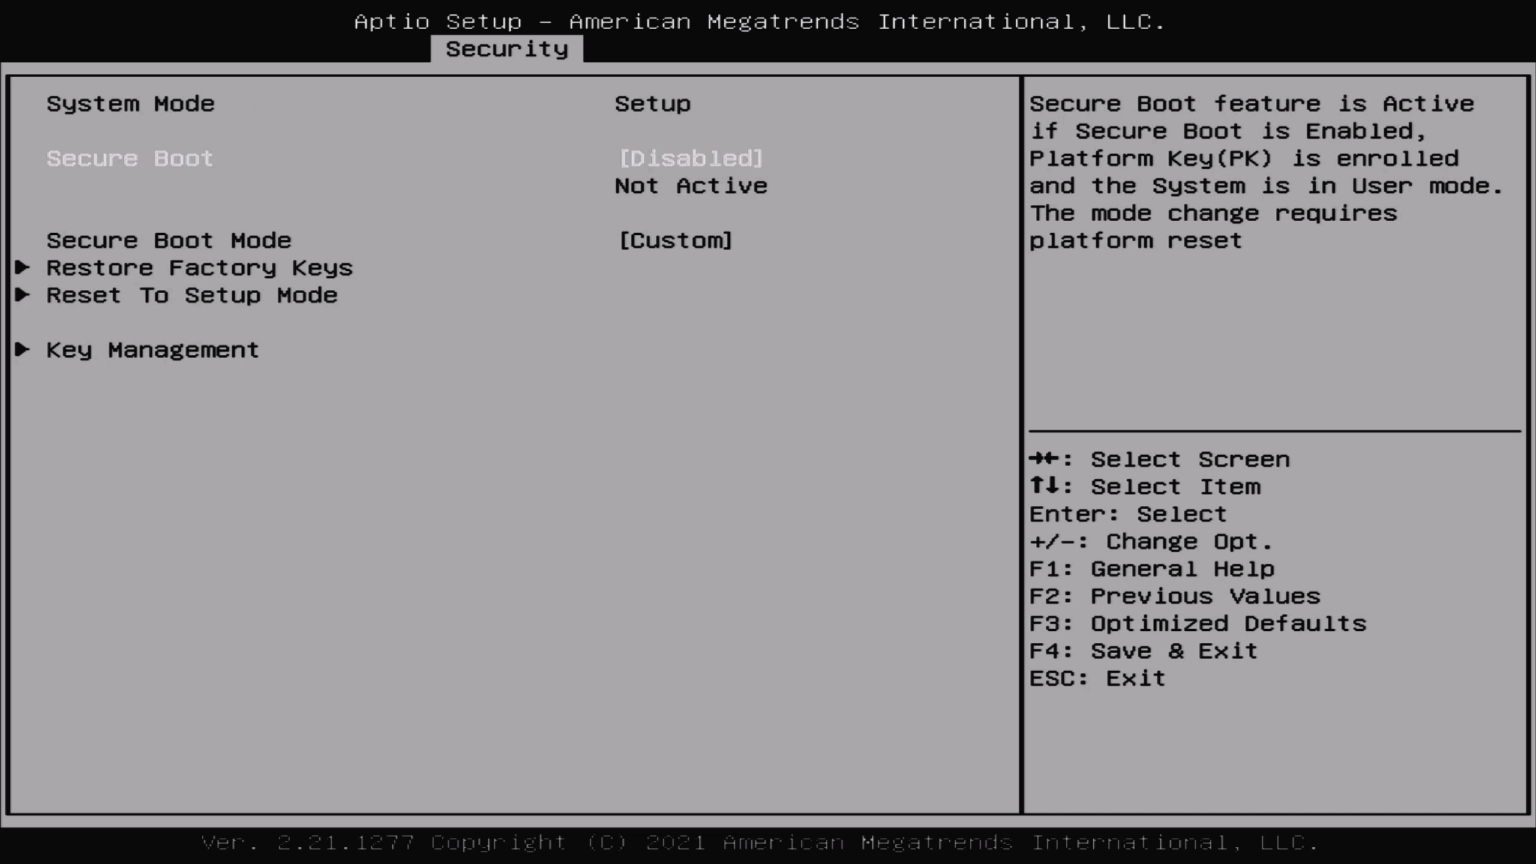 Aptio Setup – American Megatrends International, LLC.
Security
System Mode Setup
Secure Boot [Disabled]
Not Active
Secure Boot Mode [Custom]
► Restore Factory Keys
► Reset To Setup Mode
► Key Management
Secure Boot feature is Active
if Secure Boot is Enabled,
Platform Key(PK) is enrolled
and the System is in User mode.
The mode change requires
platform reset
→←: Select Screen
↑↓: Select Item
Enter: Select
+/-: Change Opt.
F1: General Help
F2: Previous Values
F3: Optimized Defaults
F4: Save & Exit
ESC: Exit
Ver. 2.21.1277 Copyright (C) 2021 American Megatrends International, LLC.